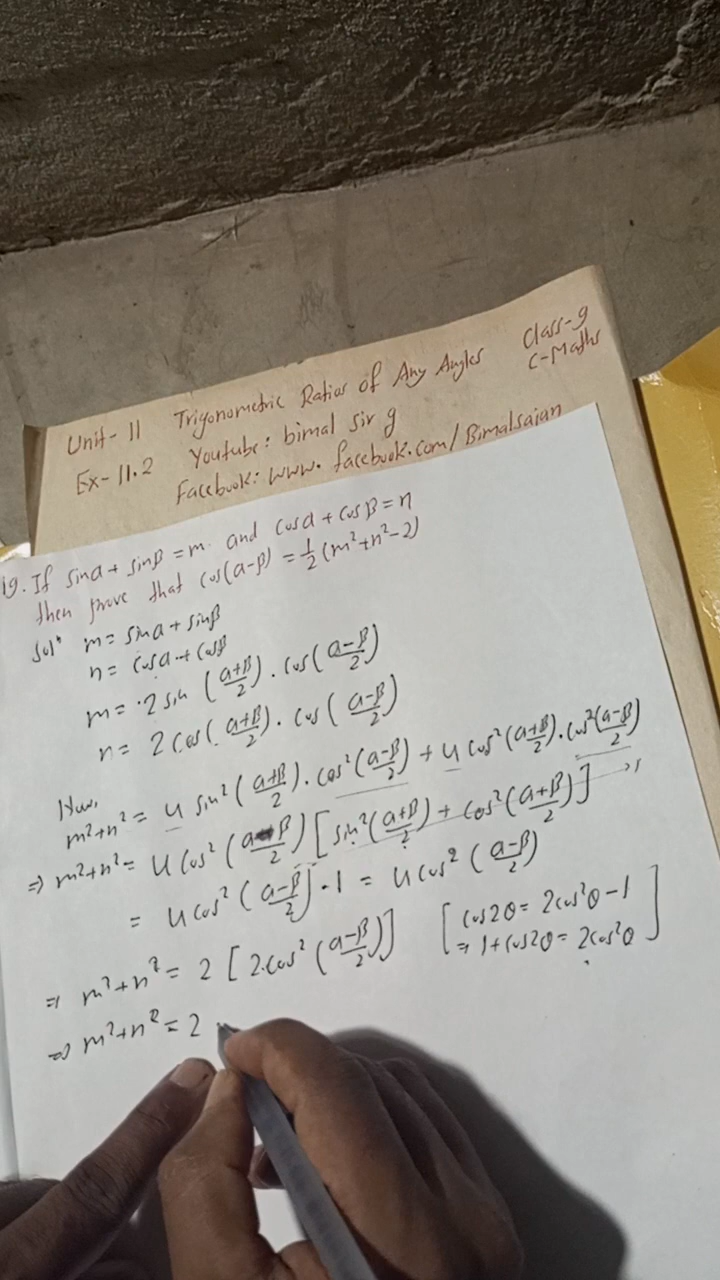 Unit-11 Trigonometric Ratios of Any Angles Class-9
Ex-11.2 Youtube: bimal sir g C-Maths
Facebook: www.facebook.com/Bimalsaian
19. If sinα + sinβ = m and cosα + cosβ = n
then prove that cos(α-β) = 1/2 (m²+n²-2)
Solⁿ m = sinα + sinβ
n = cosα + cosβ
m = 2 sin (α+β/2) . cos (α-β/2)
n = 2 cos (α+β/2) . cos (α-β/2)
Now,
m²+n² = 4 sin² (α+β/2) . cos² (α-β/2) + 4 cos² (α+β/2) . cos² (α-β/2)
⇒ m²+n² = 4 cos² (α-β/2) [sin² (α+β/2) + cos² (α+β/2)]
= 4 cos² (α-β/2) . 1 = 4 cos² (α-β/2)
⇒ m²+n² = 2 [2.cos² (α-β/2)] [cos2θ = 2cos²θ - 1
⇒ 1+cos2θ = 2cos²θ]
⇒ m²+n² = 2